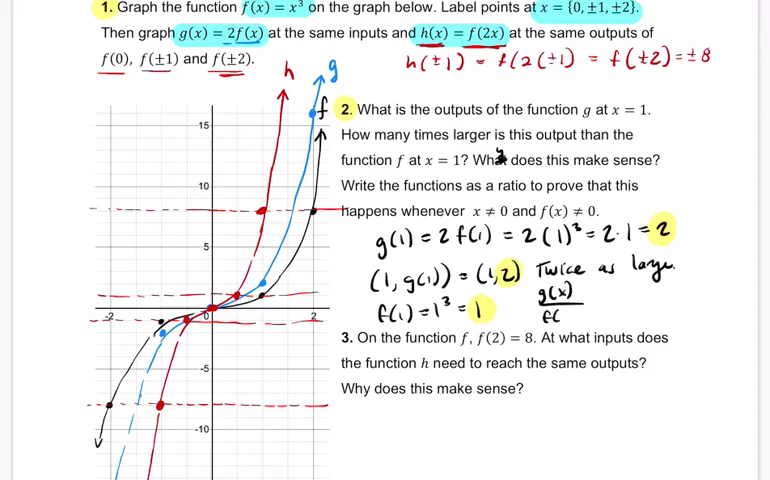 1. Graph the function f(x) = x³ on the graph below. Label points at x = {0, ±1, ±2}.
Then graph g(x) = 2f(x) at the same inputs and h(x) = f(2x) at the same outputs of
f(0), f(±1) and f(±2).
h(±1) = f(2(±1) = f(±2) = ±8
h
g
f
15
10
5
-2
0
2
-5
-10
2. What is the outputs of the function g at x = 1.
How many times larger is this output than the
function f at x = 1? Why does this make sense?
Write the functions as a ratio to prove that this
happens whenever x ≠ 0 and f(x) ≠ 0.
g(1) = 2 f(1) = 2 (1)³ = 2·1 = 2
(1, g(1)) = (1, 2) Twice as large.
f(1) = 1³ = 1
g(x)
f(
3. On the function f, f(2) = 8. At what inputs does
the function h need to reach the same outputs?
Why does this make sense?